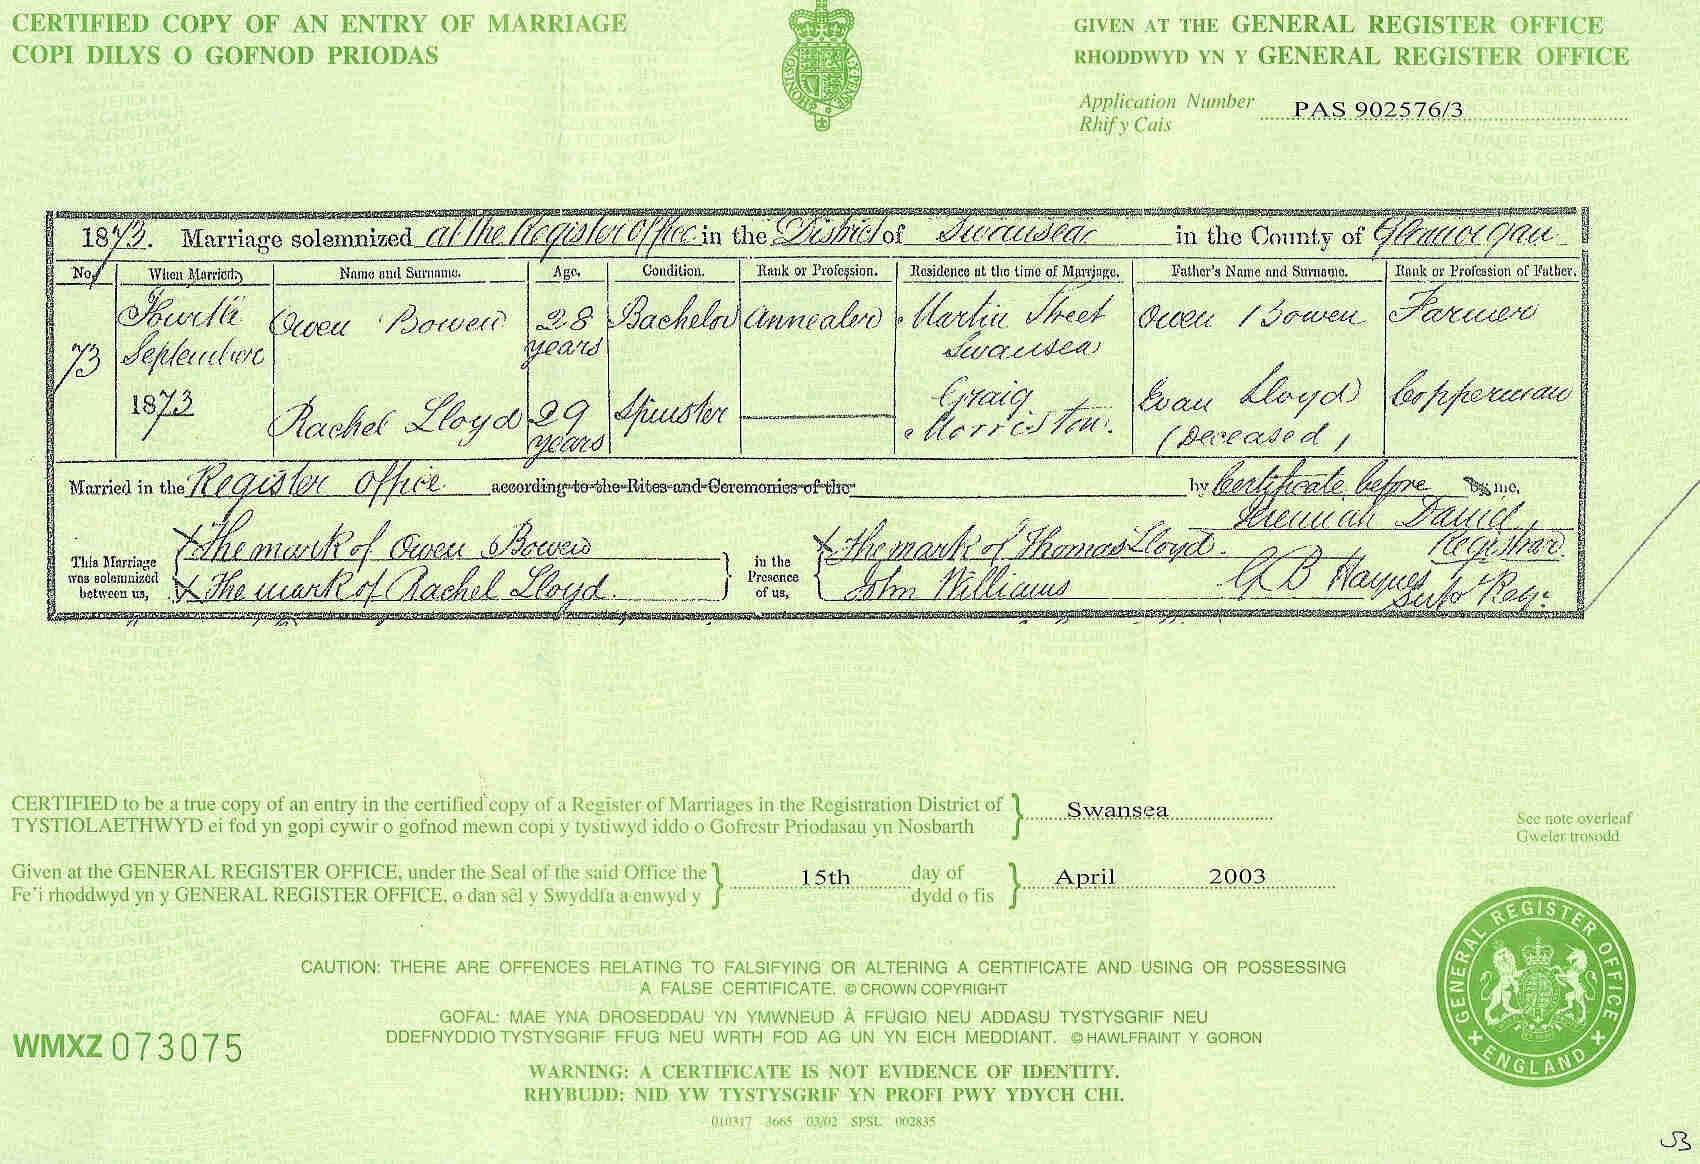 CERTIFIED COPY OF AN ENTRY OF MARRIAGE
COPI DILYS O GOFNOD PRIODAS
GIVEN AT THE GENERAL REGISTER OFFICE
RHODDWYD YN Y GENERAL REGISTER OFFICE
Application Number PAS 902576/3
Rhif y Cais
1873. Marriage solemnized at the Register Office in the District of Swansea in the County of Glamorgan
No. When Married. Name and Surname. Age. Condition. Rank or Profession. Residence at the time of Marriage. Father's Name and Surname. Rank or Profession of Father.
73 Fourth September 1873 Owen Bowen 28 years Bachelor Annealer Martin Street Swansea Owen Bowen Farmer
Rachel Lloyd 29 years Spinster Graig Morriston. Evan Lloyd (Deceased) Copperman
Married in the Register Office according to the Rites and Ceremonies of the by Certificate before by me,
Jeremiah David
Registrar.
This Marriage was solemnized between us,
X The mark of Owen Bowen
X The mark of Rachel Lloyd.
in the Presence of us,
X The mark of Thomas Lloyd.
John Williams
G B Haynes
Supt Regr.
CERTIFIED to be a true copy of an entry in the certified copy of a Register of Marriages in the Registration District of Swansea
TYSTIOLAETHWYD ei fod yn gopi cywir o gofnod mewn copi y tystiwyd iddo o Gofrestr Priodasau yn Nosbarth
See note overleaf
Gweler trosodd
Given at the GENERAL REGISTER OFFICE, under the Seal of the said Office the 15th day of April 2003
Fe'i rhoddwyd yn y GENERAL REGISTER OFFICE, o dan sêl y Swyddfa a enwyd y dydd o fis
CAUTION: THERE ARE OFFENCES RELATING TO FALSIFYING OR ALTERING A CERTIFICATE AND USING OR POSSESSING
A FALSE CERTIFICATE. © CROWN COPYRIGHT
GOFAL: MAE YNA DROSEDDAU YN YMWNEUD Â FFUGIO NEU ADDASU TYSTYSGRIF NEU
DDEFNYDDIO TYSTYSGRIF FFUG NEU WRTH FOD AG UN YN EICH MEDDIANT. © HAWLFRAINT Y GORON
WMXZ 073075
WARNING: A CERTIFICATE IS NOT EVIDENCE OF IDENTITY.
RHYBUDD: NID YW TYSTYSGRIF YN PROFI PWY YDYCH CHI.
010317 3665 03/02 SPSL 002835
GENERAL REGISTER OFFICE
ENGLAND